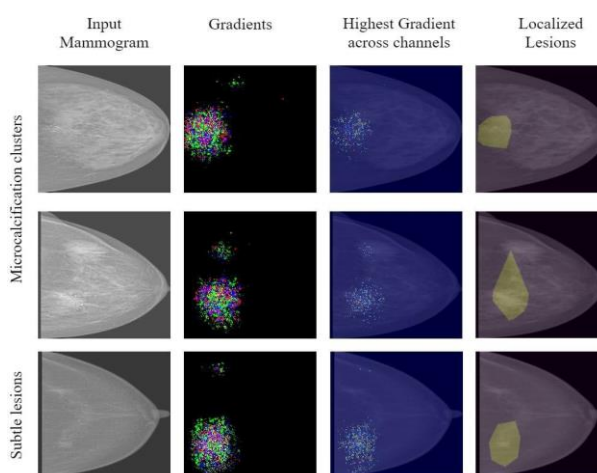 Input
Mammogram
Gradients
Highest Gradient
across channels
Localized
Lesions
Microcalcification clusters
Subtle lesions